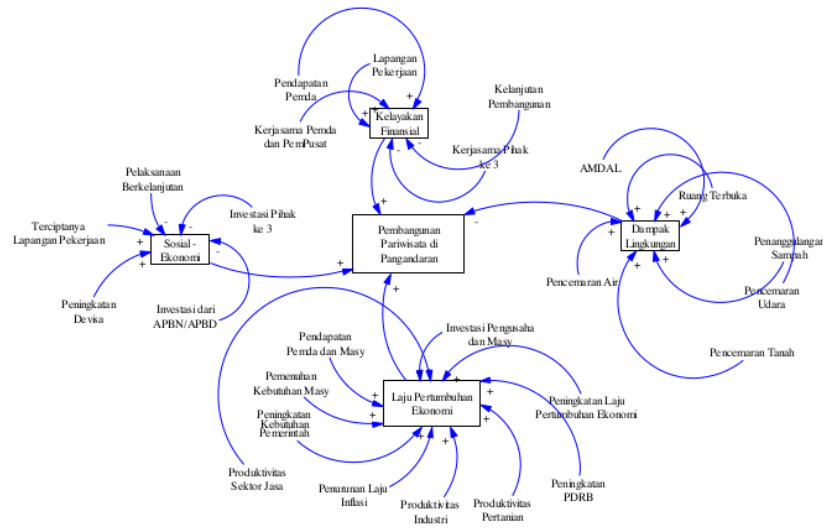 Lapangan
Pekerjaan
Pendapatan
Pemda
Kelanjutan
Pembangunan
+
+
+
Kelayakan
Finansial
-
-
Kerjasama Pemda
dan PemPusat
Kerjasama Pihak
ke 3
AMDAL
Ruang Terbuka
Pelaksanaan
Berkelanjutan
Investasi Pihak
ke 3
Terciptanya
Lapangan Pekerjaan
-
-
-
+
+
Sosial -
Ekonomi
Peningkatan
Devisa
Investasi dari
APBN/APBD
+
-
+
+
Pembangunan
Pariwisata di
Pangandaran
+
+
+
+
+
+
Dampak
Lingkungan
Penanggulangan
Sampah
Pencemaran Air
Pencemaran
Udara
Pencemaran Tanah
Pendapatan
Pemda dan Masy
Investasi Pengusaha
dan Masy
Pemenuhan
Kebutuhan Masy
Peningkatan
Kebutuhan
Pemerintah
+
+
+
+
+
+
+
+
Laju Pertumbuhan
Ekonomi
Peningkatan Laju
Pertumbuhan Ekonomi
Produktivitas
Sektor Jasa
Penurunan Laju
Inflasi
Produktivitas
Industri
Produktivitas
Pertanian
Peningkatan
PDRB